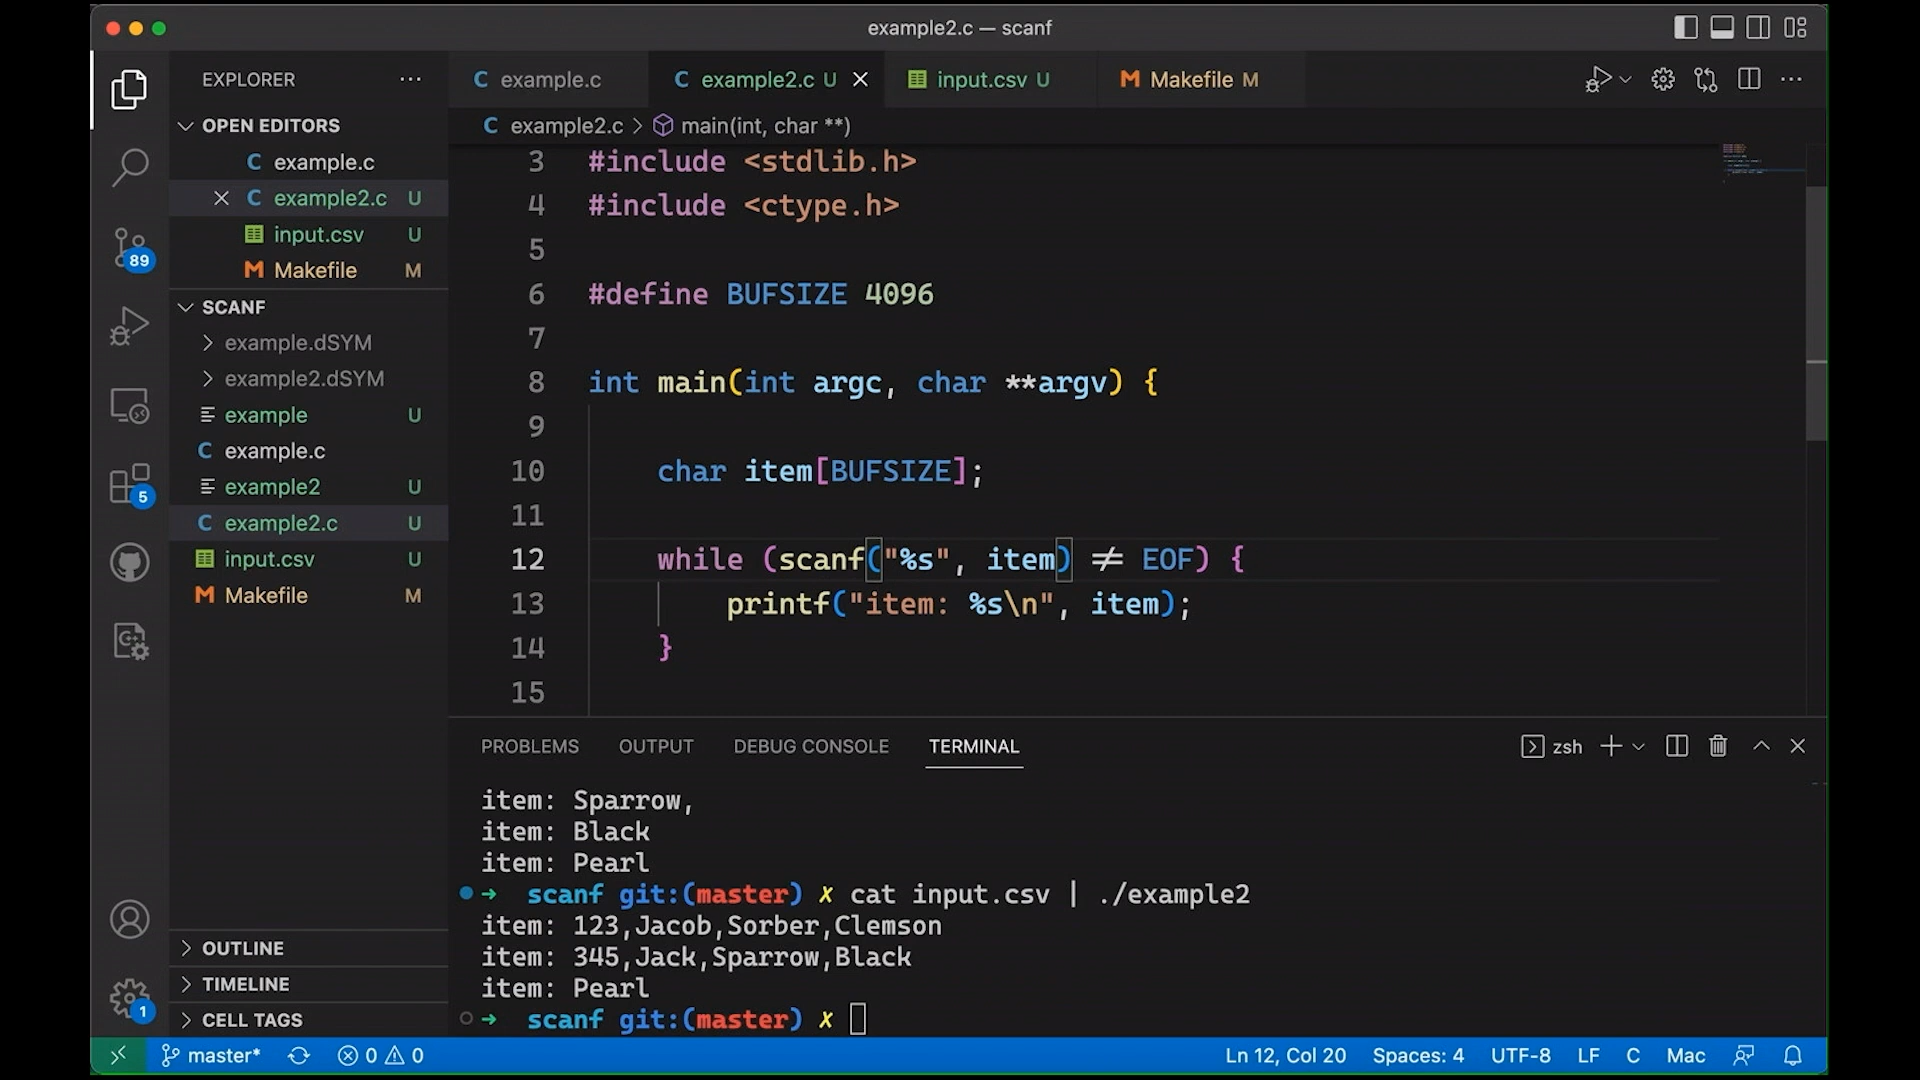 example2.c — scanf
EXPLORER ···
OPEN EDITORS
C example.c
C example2.c U
input.csv U
M Makefile M
SCANF
example.dSYM
example2.dSYM
example U
C example.c
example2 U
C example2.c U
input.csv U
M Makefile M
OUTLINE
TIMELINE
CELL TAGS
89
5
1
C example.c C example2.c U input.csv U M Makefile M
C example2.c > main(int, char **)
3 #include <stdlib.h>
4 #include <ctype.h>
5
6 #define BUFSIZE 4096
7
8 int main(int argc, char **argv) {
9
10 char item[BUFSIZE];
11
12 while (scanf("%s", item) ≠ EOF) {
13 printf("item: %s\n", item);
14 }
15
PROBLEMS OUTPUT DEBUG CONSOLE TERMINAL zsh
item: Sparrow,
item: Black
item: Pearl
➜ scanf git:(master) ✗ cat input.csv | ./example2
item: 123,Jacob,Sorber,Clemson
item: 345,Jack,Sparrow,Black
item: Pearl
➜ scanf git:(master) ✗
master* 0 0 Ln 12, Col 20 Spaces: 4 UTF-8 LF C Mac